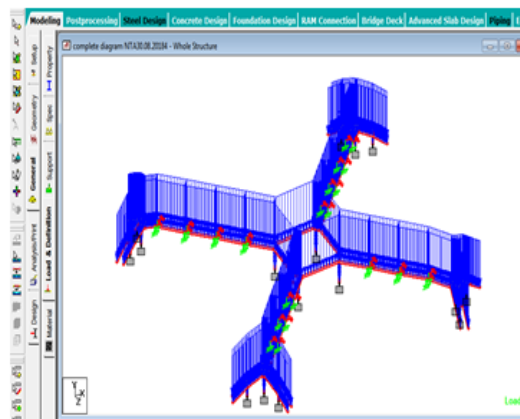 Modeling Postprocessing Steel Design Concrete Design Foundation Design RAM Connection Bridge Deck Advanced Slab Design Piping E
complete diagram NTA30.08.20184 - Whole Structure
Setup
Geometry
General
Analysis/Print
Design
Property
Spec
Support
Load & Definition
Material
Y
X
Z
Load